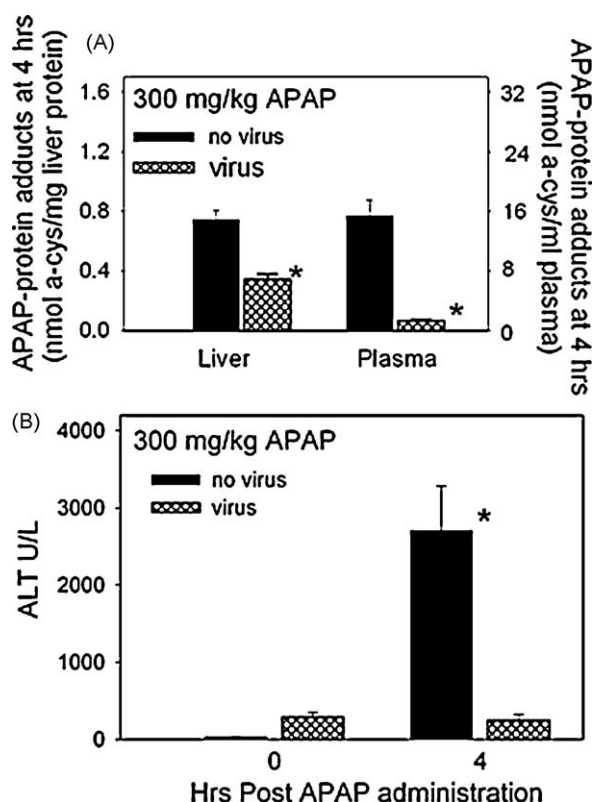 (A)
APAP-protein adducts at 4 hrs
(nmol a-cys/mg liver protein)
1.6
1.2
0.8
0.4
0.0
300 mg/kg APAP
no virus
virus
*
*
Liver
Plasma
32
24
16
8
0
APAP-protein adducts at 4 hrs
(nmol a-cys/ml plasma)
(B)
ALT U/L
4000
3000
2000
1000
0
300 mg/kg APAP
no virus
virus
*
0
4
Hrs Post APAP administration